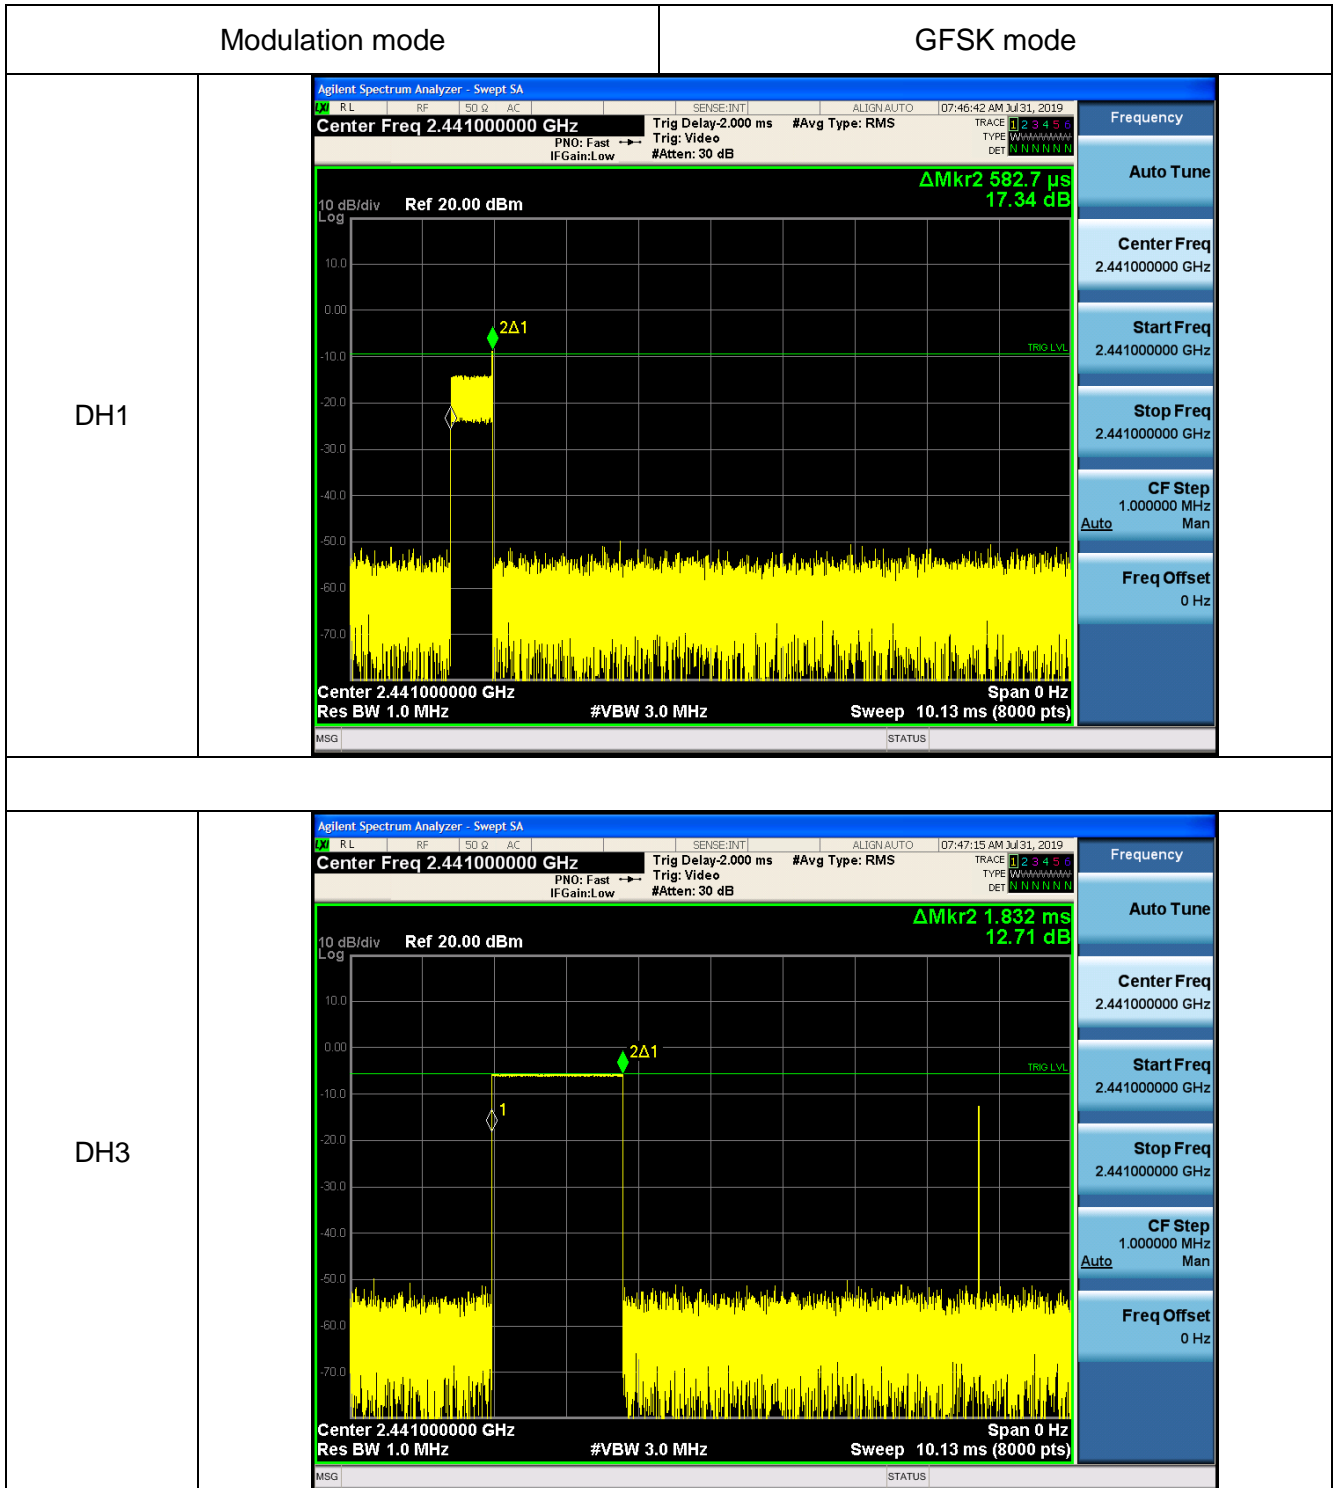 Modulation mode
GFSK mode
DH1
Agilent Spectrum Analyzer - Swept SA
LXI RL RF 50 Ω AC SENSE:INT ALIGN AUTO 07:46:42 AM Jul 31, 2019
Center Freq 2.441000000 GHz
PNO: Fast
IFGain:Low
Trig Delay-2.000 ms
Trig: Video
#Atten: 30 dB
#Avg Type: RMS
TRACE 1 2 3 4 5 6
TYPE
DET N N N N N N
ΔMkr2 582.7 µs
17.34 dB
10 dB/div Ref 20.00 dBm
Log
10.0
0.00
-10.0
-20.0
-30.0
-40.0
-50.0
-60.0
-70.0
2Δ1
TRIG LVL
Center 2.441000000 GHz Span 0 Hz
Res BW 1.0 MHz #VBW 3.0 MHz Sweep 10.13 ms (8000 pts)
MSG STATUS
Frequency
Auto Tune
Center Freq
2.441000000 GHz
Start Freq
2.441000000 GHz
Stop Freq
2.441000000 GHz
CF Step
1.000000 MHz
Auto Man
Freq Offset
0 Hz
DH3
Agilent Spectrum Analyzer - Swept SA
LXI RL RF 50 Ω AC SENSE:INT ALIGN AUTO 07:47:15 AM Jul 31, 2019
Center Freq 2.441000000 GHz
PNO: Fast
IFGain:Low
Trig Delay-2.000 ms
Trig: Video
#Atten: 30 dB
#Avg Type: RMS
TRACE 1 2 3 4 5 6
TYPE
DET N N N N N N
ΔMkr2 1.832 ms
12.71 dB
10 dB/div Ref 20.00 dBm
Log
10.0
0.00
-10.0
-20.0
-30.0
-40.0
-50.0
-60.0
-70.0
2Δ1
1
TRIG LVL
Center 2.441000000 GHz Span 0 Hz
Res BW 1.0 MHz #VBW 3.0 MHz Sweep 10.13 ms (8000 pts)
MSG STATUS
Frequency
Auto Tune
Center Freq
2.441000000 GHz
Start Freq
2.441000000 GHz
Stop Freq
2.441000000 GHz
CF Step
1.000000 MHz
Auto Man
Freq Offset
0 Hz